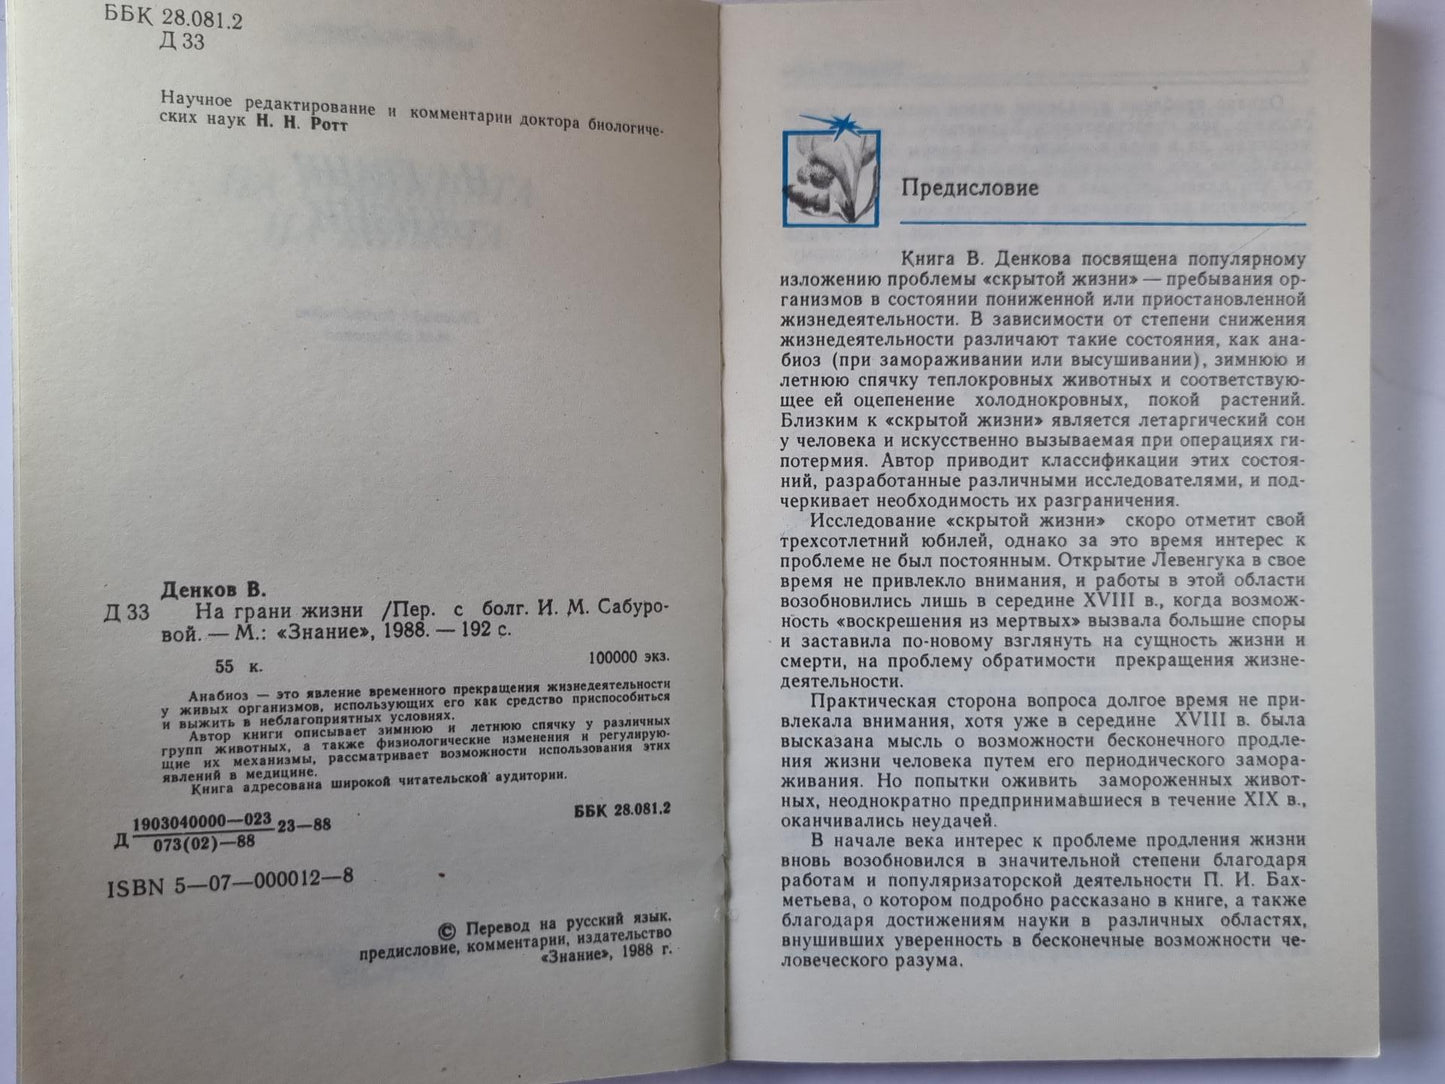 ББК 28.081.2
Д 33
Научное редактирование и комментарии доктора биологиче-
ских наук Н. Н. Ротт
Денков В.
Д 33 На грани жизни /Пер. с болг. И. М. Сабуро-
вой. — М.: «Знание», 1988. — 192 с.
55 к. 100000 экз.
Анабиоз — это явление временного прекращения жизнедеятельности
у живых организмов, использующих его как средство приспособиться
и выжить в неблагоприятных условиях.
Автор книги описывает зимнюю и летнюю спячку у различных
групп животных, а также физиологические изменения и регулирую-
щие их механизмы, рассматривает возможности использования этих
явлений в медицине.
Книга адресована широкой читательской аудитории.
Д 1903040000—023 23—88
073(02)—88
ББК 28.081.2
ISBN 5—07—000012—8
© Перевод на русский язык.
предисловие, комментарии, издательство
«Знание», 1988 г.
Предисловие
Книга В. Денкова посвящена популярному
изложению проблемы «скрытой жизни» — пребывания ор-
ганизмов в состоянии пониженной или приостановленной
жизнедеятельности. В зависимости от степени снижения
жизнедеятельности различают такие состояния, как ана-
биоз (при замораживании или высушивании), зимнюю и
летнюю спячку теплокровных животных и соответствую-
щее ей оцепенение холоднокровных, покой растений.
Близким к «скрытой жизни» является летаргический сон
у человека и искусственно вызываемая при операциях ги-
потермия. Автор приводит классификации этих состоя-
ний, разработанные различными исследователями, и под-
черкивает необходимость их разграничения.
Исследование «скрытой жизни» скоро отметит свой
трехсотлетний юбилей, однако за это время интерес к
проблеме не был постоянным. Открытие Левенгука в свое
время не привлекло внимания, и работы в этой области
возобновились лишь в середине XVIII в., когда возмож-
ность «воскрешения из мертвых» вызвала большие споры
и заставила по-новому взглянуть на сущность жизни и
смерти, на проблему обратимости прекращения жизне-
деятельности.
Практическая сторона вопроса долгое время не при-
влекала внимания, хотя уже в середине XVIII в. была
высказана мысль о возможности бесконечного продле-
ния жизни человека путем его периодического замора-
живания. Но попытки оживить замороженных живот-
ных, неоднократно предпринимавшиеся в течение XIX в.,
оканчивались неудачей.
В начале века интерес к проблеме продления жизни
вновь возобновился в значительной степени благодаря
работам и популяризаторской деятельности П. И. Бах-
метьева, о котором подробно рассказано в книге, а также
благодаря достижениям науки в различных областях,
внушивших уверенность в бесконечные возможности че-
ловеческого разума.